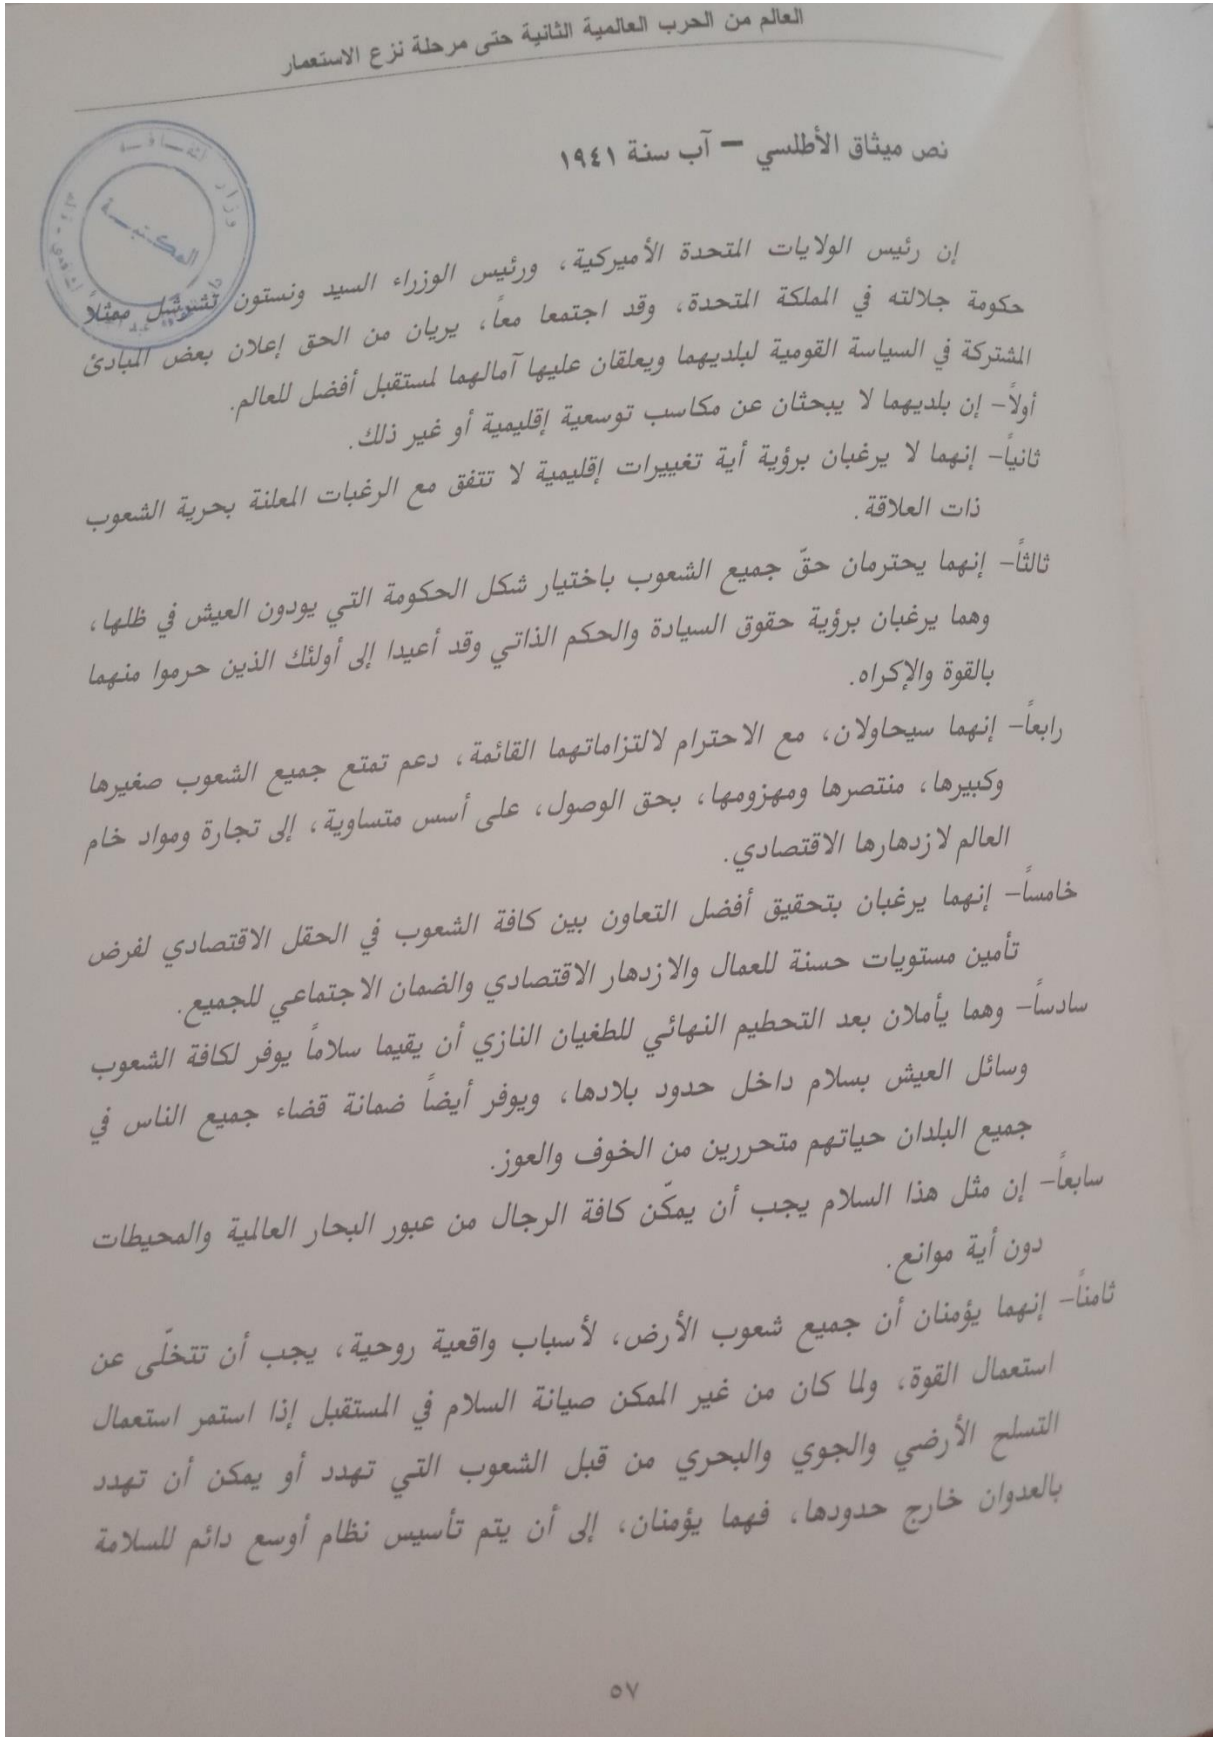 العالم من الحرب العالمية الثانية حتى مرحلة نزع الاستعمار
وزارة الثقافة
المكتبة
نص ميثاق الأطلسي – آب سنة ١٩٤١
إن رئيس الولايات المتحدة الأميركية، ورئيس الوزراء السيد ونستون تشرشل ممثلاً
حكومة جلالته في المملكة المتحدة، وقد اجتمعا معاً، يريان من الحق إعلان بعض المبادئ
المشتركة في السياسة القومية لبلديهما ويعلقان عليها آمالهما لمستقبل أفضل للعالم.
أولاً– إن بلديهما لا يبحثان عن مكاسب توسعية إقليمية أو غير ذلك.
ثانياً– إنهما لا يرغبان برؤية أية تغييرات إقليمية لا تتفق مع الرغبات المعلنة بحرية الشعوب
ذات العلاقة.
ثالثاً– إنهما يحترمان حقّ جميع الشعوب باختيار شكل الحكومة التي يودون العيش في ظلها،
وهما يرغبان برؤية حقوق السيادة والحكم الذاتي وقد أعيدا إلى أولئك الذين حرموا منهما
بالقوة والإكراه.
رابعاً– إنهما سيحاولان، مع الاحترام لالتزاماتهما القائمة، دعم تمتع جميع الشعوب صغيرها
وكبيرها، منتصرها ومهزومها، بحق الوصول، على أسس متساوية، إلى تجارة ومواد خام
العالم لازدهارها الاقتصادي.
خامساً– إنهما يرغبان بتحقيق أفضل التعاون بين كافة الشعوب في الحقل الاقتصادي لفرض
تأمين مستويات حسنة للعمال والازدهار الاقتصادي والضمان الاجتماعي للجميع.
سادساً– وهما يأملان بعد التحطيم النهائي للطغيان النازي أن يقيما سلاماً يوفر لكافة الشعوب
وسائل العيش بسلام داخل حدود بلادها، ويوفر أيضاً ضمانة قضاء جميع الناس في
جميع البلدان حياتهم متحررين من الخوف والعوز.
سابعاً– إن مثل هذا السلام يجب أن يمكّن كافة الرجال من عبور البحار العالمية والمحيطات
دون أية موانع.
ثامناً– إنهما يؤمنان أن جميع شعوب الأرض، لأسباب واقعية روحية، يجب أن تتخلّى عن
استعمال القوة، ولما كان من غير الممكن صيانة السلام في المستقبل إذا استمر استعمال
التسلح الأرضي والجوي والبحري من قبل الشعوب التي تهدد أو يمكن أن تهدد
بالعدوان خارج حدودها، فهما يؤمنان، إلى أن يتم تأسيس نظام أوسع دائم للسلامة
٥٧